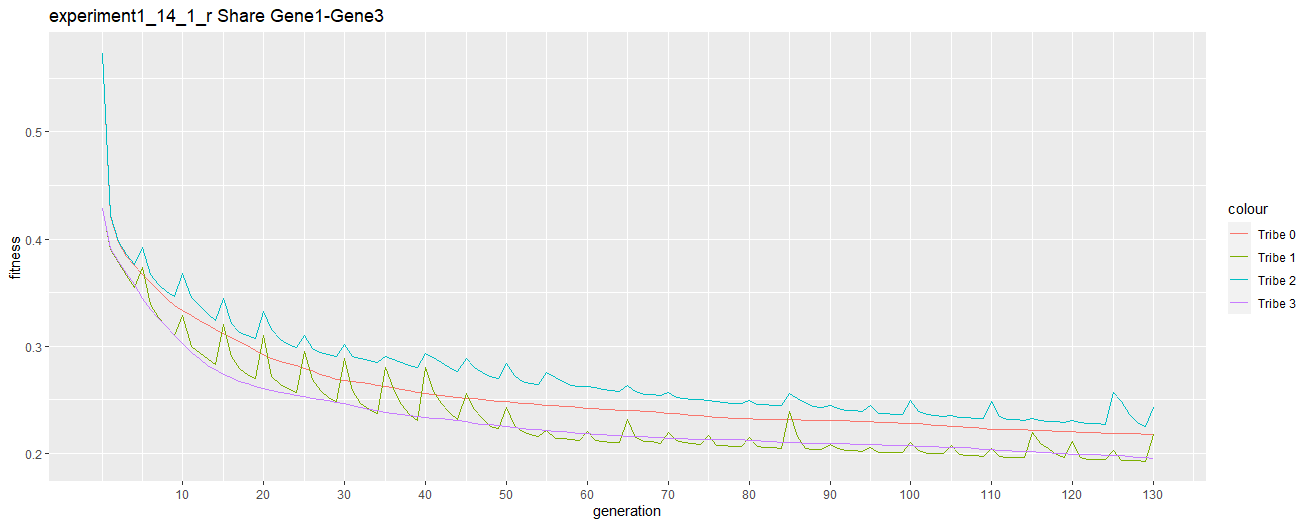 experiment1_14_1_r Share Gene1-Gene3
fitness
0.5
0.4
0.3
0.2
10 20 30 40 50 60 70 80 90 100 110 120 130
generation
colour
Tribe 0
Tribe 1
Tribe 2
Tribe 3